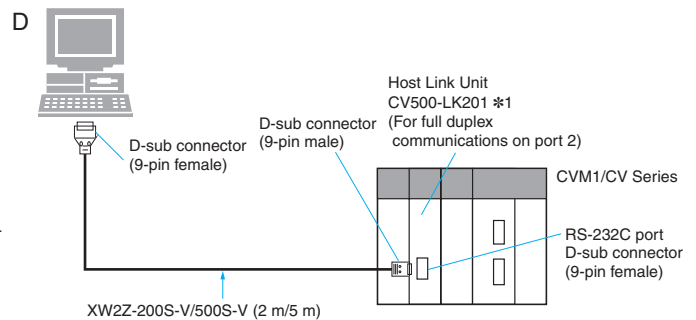 D
D-sub connector
(9-pin female)
D-sub connector
(9-pin male)
Host Link Unit
CV500-LK201 ✻1
(For full duplex
communications on port 2)
CVM1/CV Series
RS-232C port
D-sub connector
(9-pin female)
XW2Z-200S-V/500S-V (2 m/5 m)